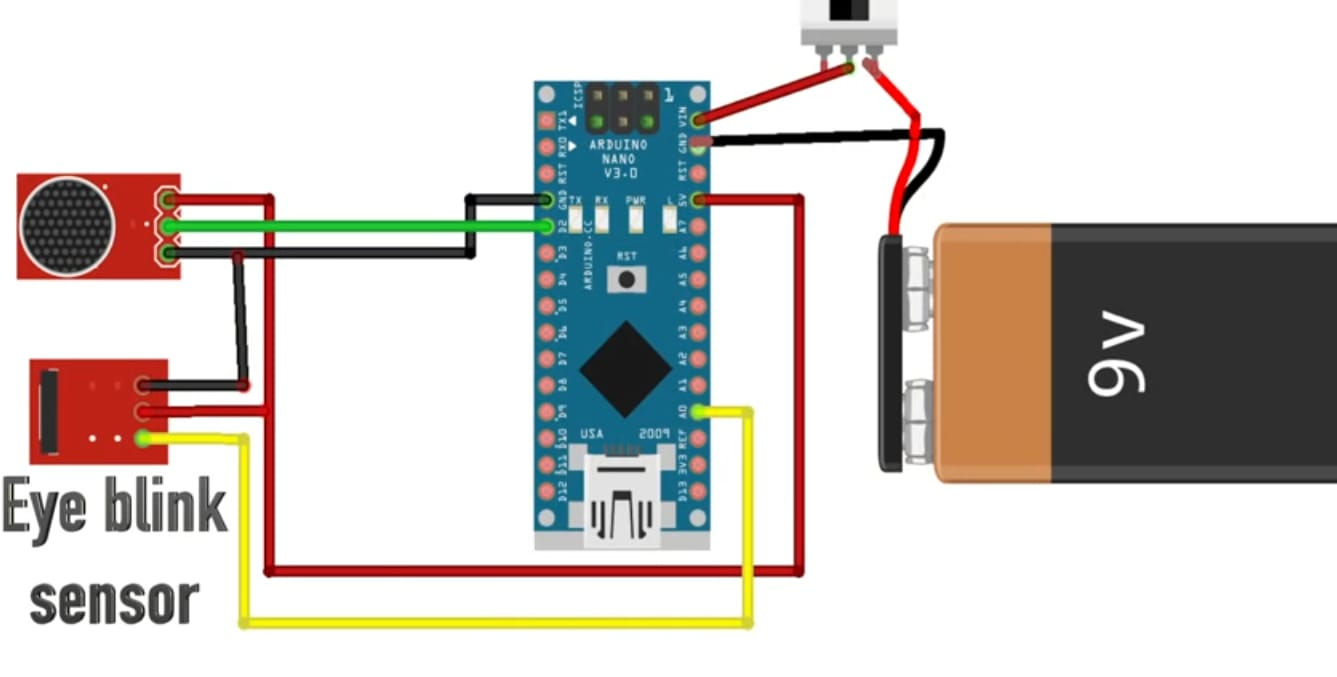 ICSP
1
TX1
RX0
RST
GND
D2
D3
D4
D5
D6
D7
D8
D9
D10
D11
D12
ARDUINO
NANO
V3.0
VIN
GND
RST
5V
A7
A6
A5
A4
A3
A2
A1
A0
REF
3V3
D13
TX
RX
PWR
L
ARDUINO.CC
RST
USA
2009
9v
Eye blink
sensor